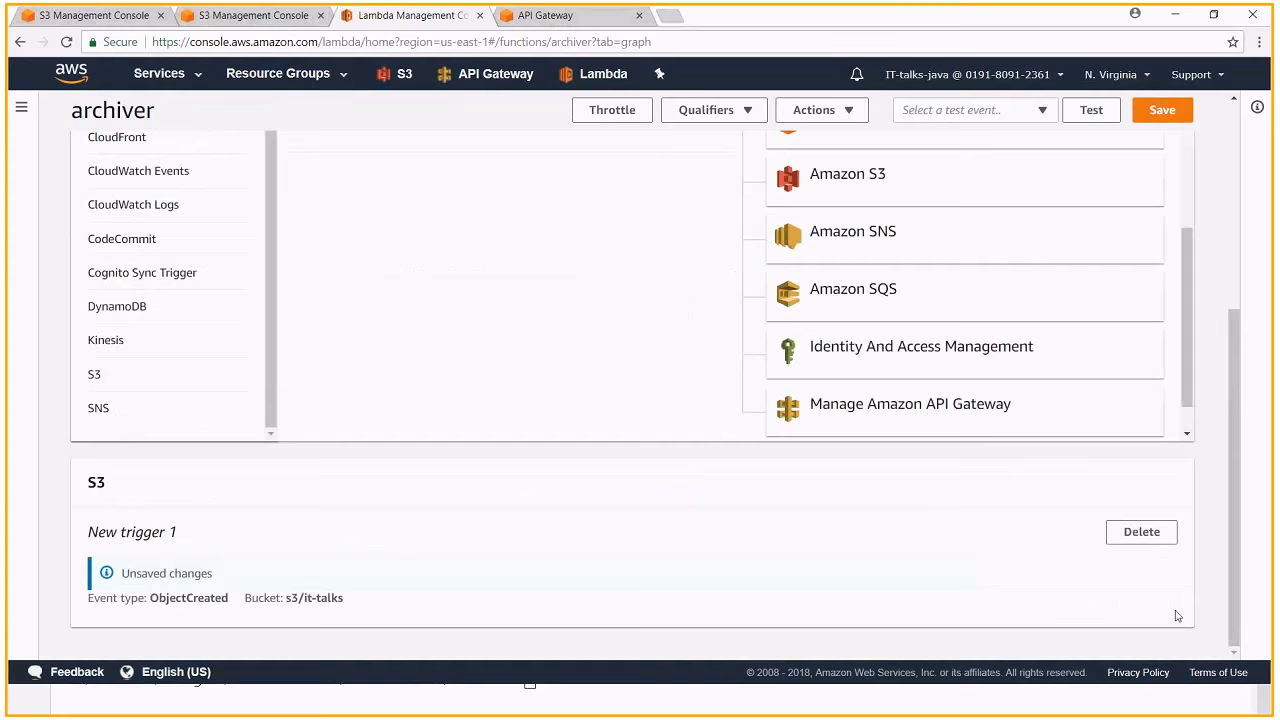 S3 Management Console
S3 Management Console
Lambda Management Co
API Gateway
Secure
https://console.aws.amazon.com/lambda/home?region=us-east-1#/functions/archiver?tab=graph
aws
Services
Resource Groups
S3
API Gateway
Lambda
IT-talks-java @ 0191-8091-2361
N. Virginia
Support
archiver
Throttle
Qualifiers
Actions
Select a test event..
Test
Save
CloudFront
CloudWatch Events
CloudWatch Logs
CodeCommit
Cognito Sync Trigger
DynamoDB
Kinesis
S3
SNS
Amazon S3
Amazon SNS
Amazon SQS
Identity And Access Management
Manage Amazon API Gateway
S3
New trigger 1
Delete
Unsaved changes
Event type: ObjectCreated Bucket: s3/it-talks
Feedback
English (US)
© 2008 - 2018, Amazon Web Services, Inc. or its affiliates. All rights reserved.
Privacy Policy
Terms of Use